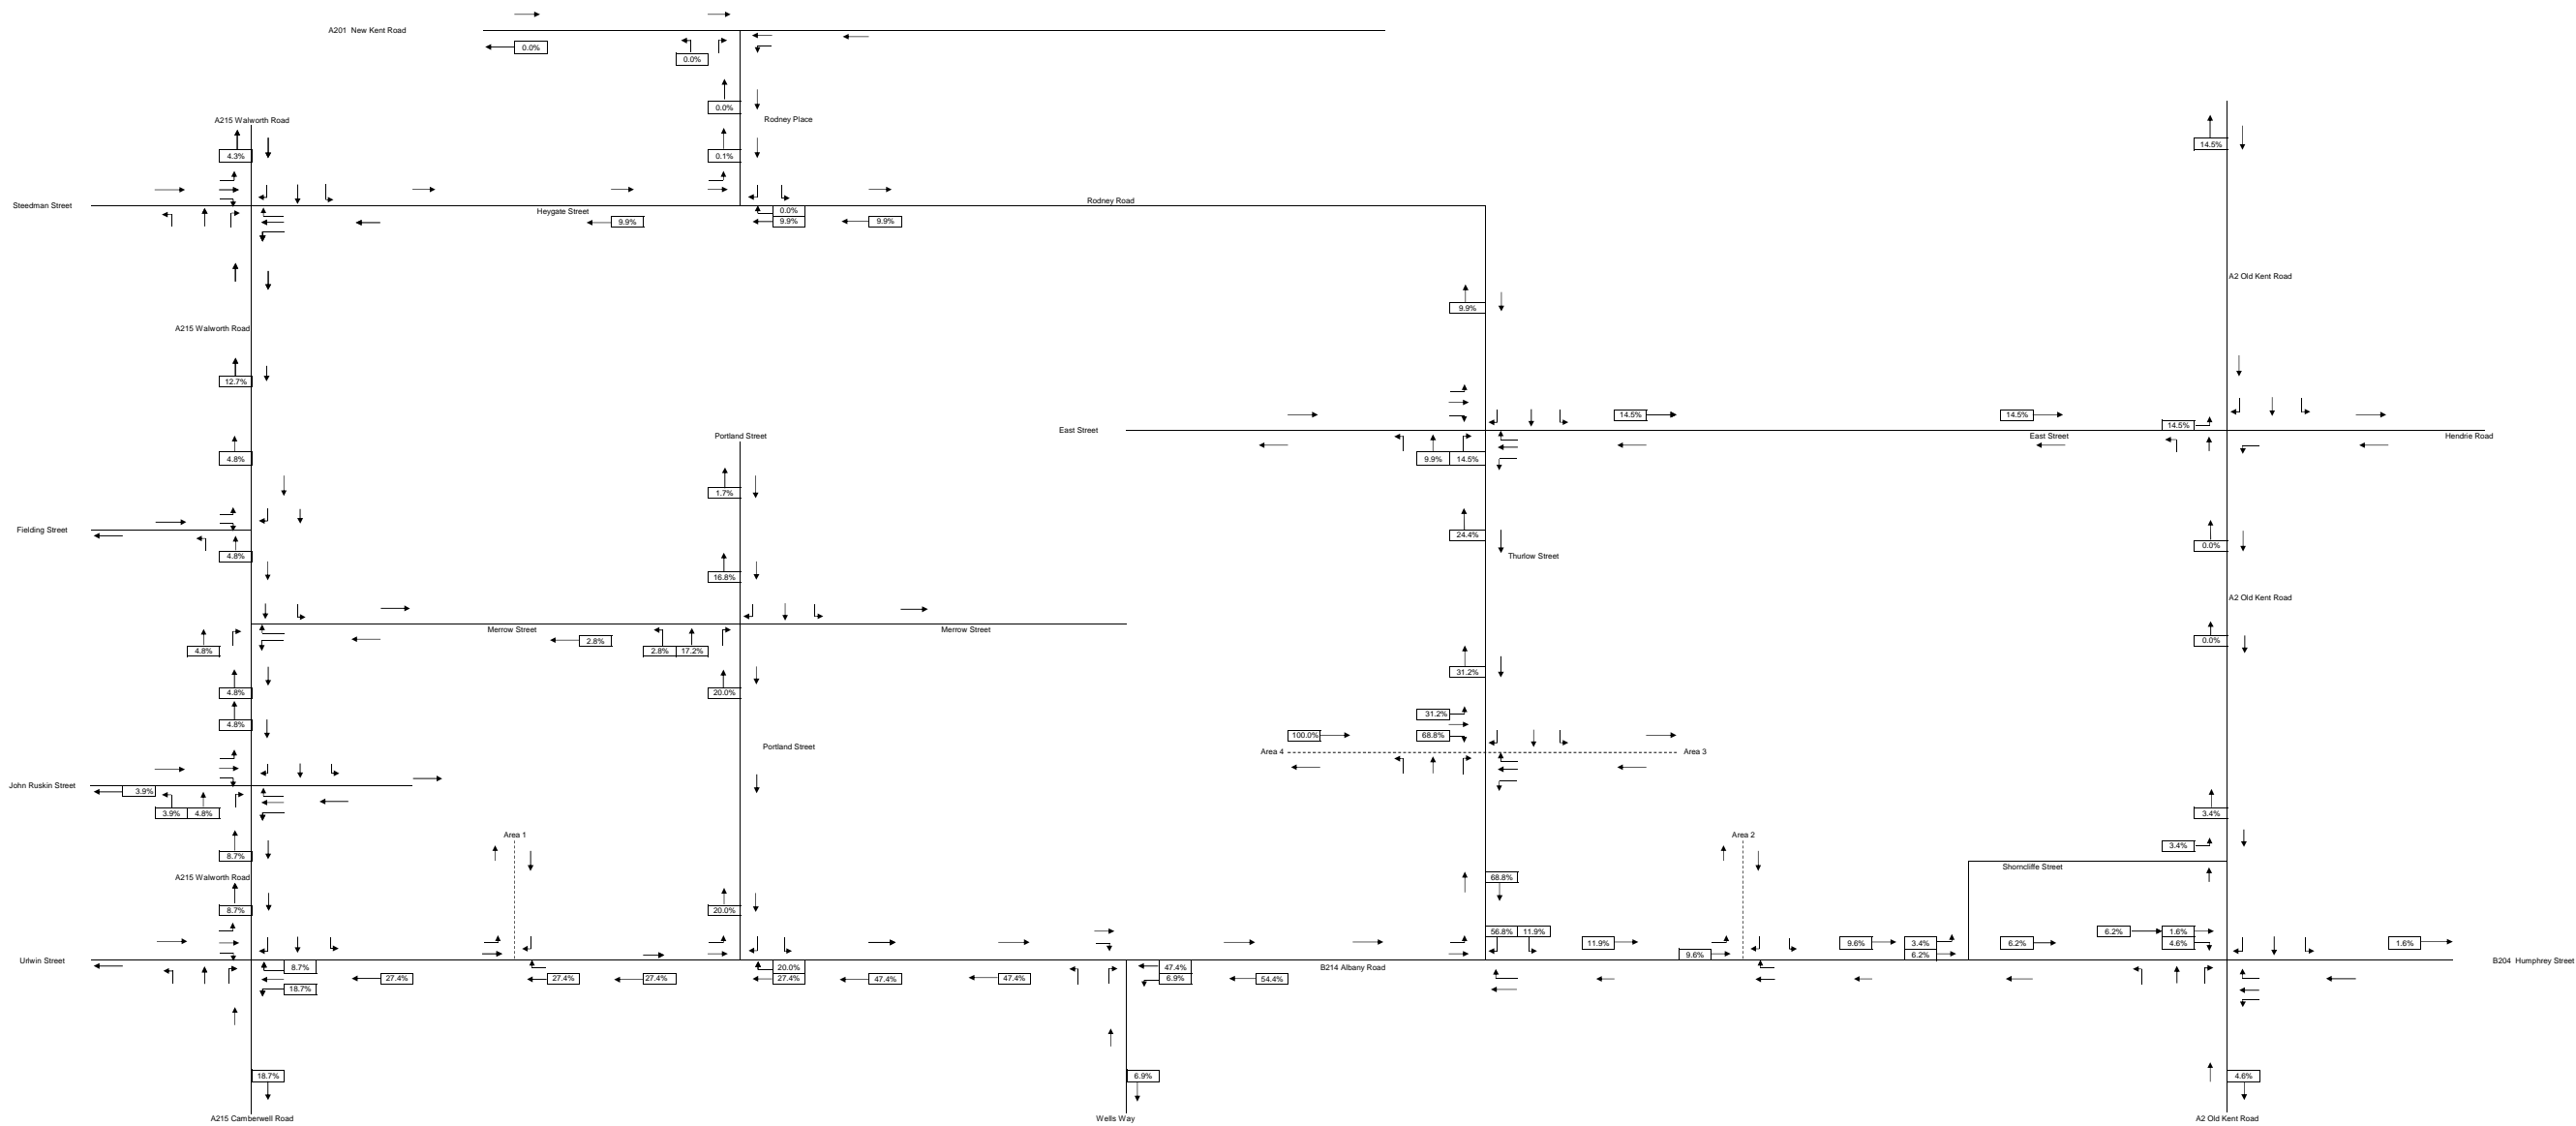 A201 New Kent Road
0.0%
0.0%
0.0%
A215 Walworth Road
Rodney Place
14.5%
4.3%
0.1%
Steedman Street
Rodney Road
Heygate Street
0.0%
9.9%
9.9%
9.9%
A2 Old Kent Road
9.9%
A215 Walworth Road
12.7%
14.5%
14.5%
14.5%
East Street
Portland Street
East Street
Hendrie Road
4.8%
9.9%
14.5%
1.7%
Fielding Street
24.4%
0.0%
4.8%
Thurlow Street
16.8%
A2 Old Kent Road
Merrow Street
Merrow Street
2.8%
0.0%
4.8%
2.8%
17.2%
31.2%
4.8%
20.0%
31.2%
4.8%
100.0%
68.8%
Portland Street
Area 4
Area 3
John Ruskin Street
3.9%
3.9%
4.8%
3.4%
Area 1
Area 2
3.4%
8.7%
Shorncliffe Street
A215 Walworth Road
68.8%
8.7%
20.0%
56.8%
11.9%
6.2%
1.6%
11.9%
9.6%
3.4%
6.2%
4.6%
1.6%
9.6%
6.2%
Urlwin Street
B204 Humphrey Street
8.7%
20.0%
47.4%
B214 Albany Road
27.4%
27.4%
27.4%
27.4%
47.4%
47.4%
6.9%
54.4%
18.7%
18.7%
6.9%
4.6%
A215 Camberwell Road
Wells Way
A2 Old Kent Road